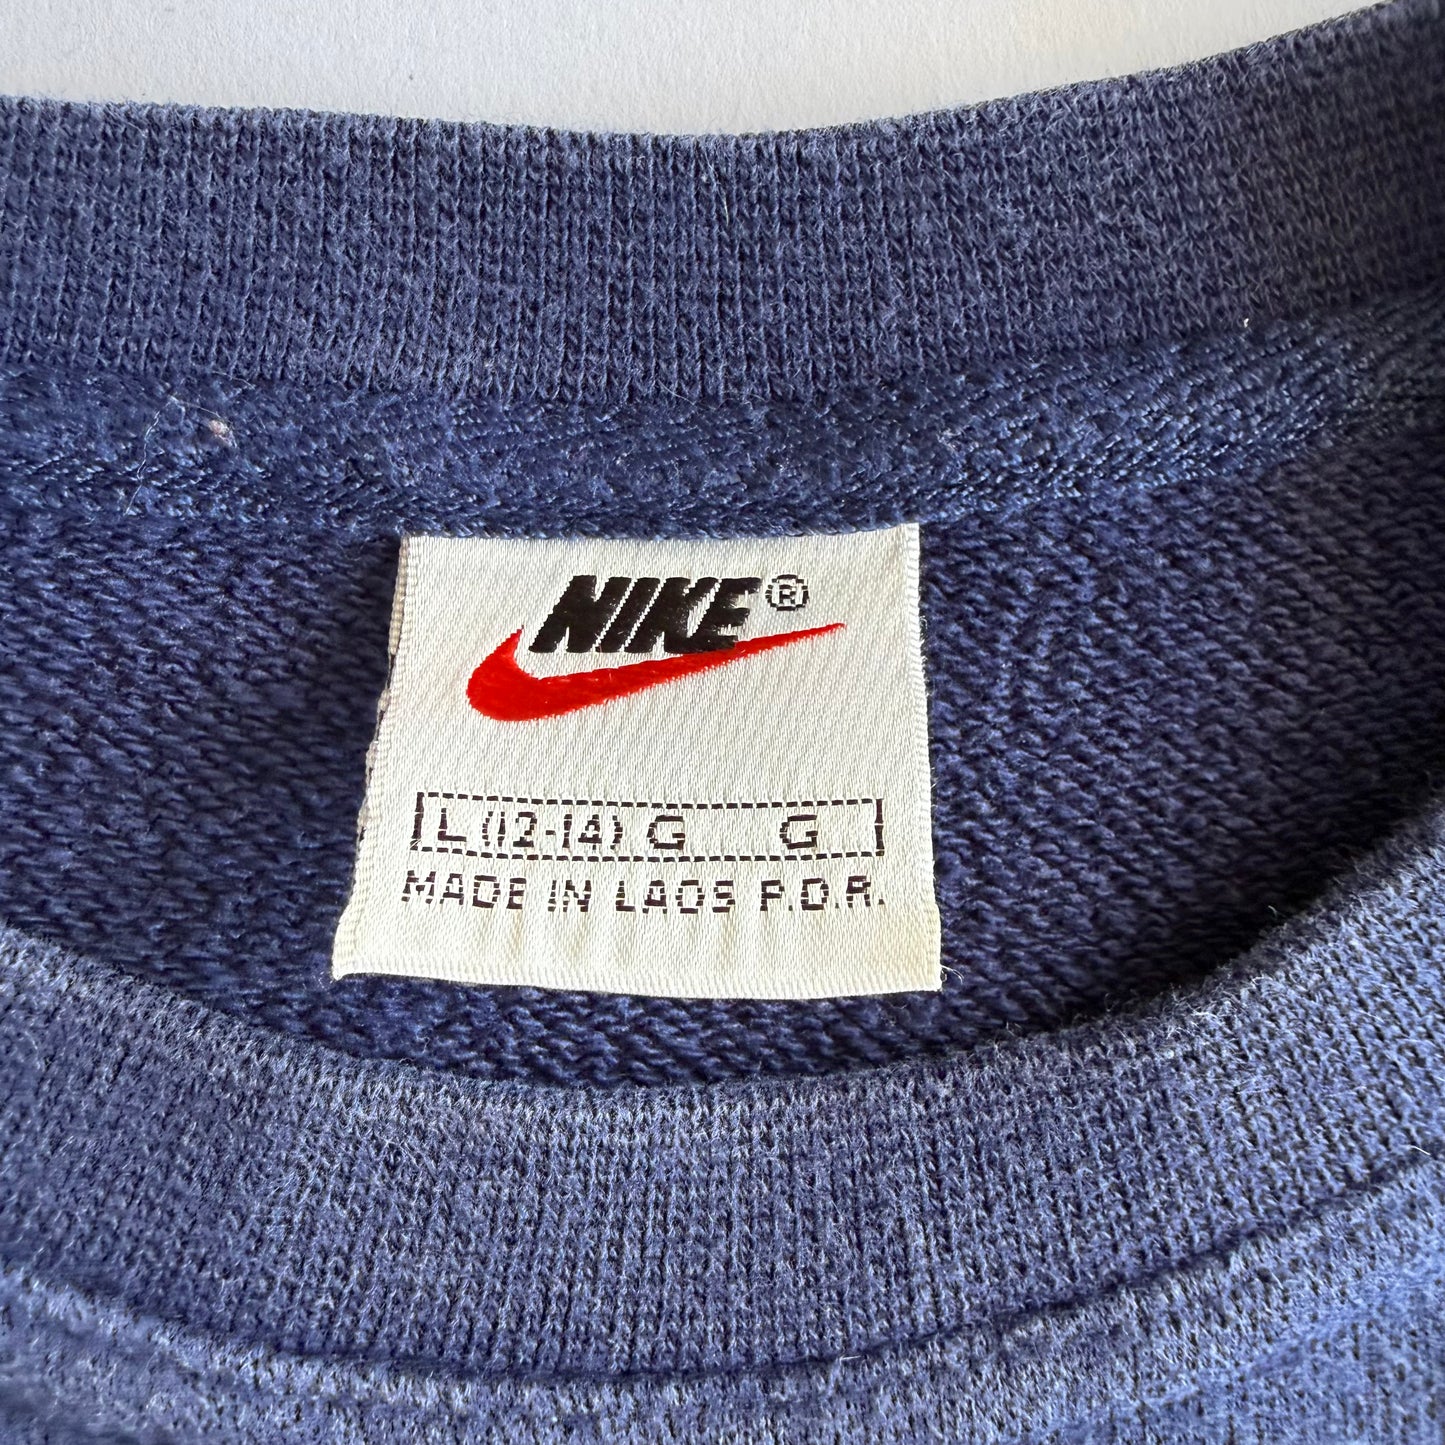 NIKE®
L (12-14) G G
MADE IN LAOS P.D.R.